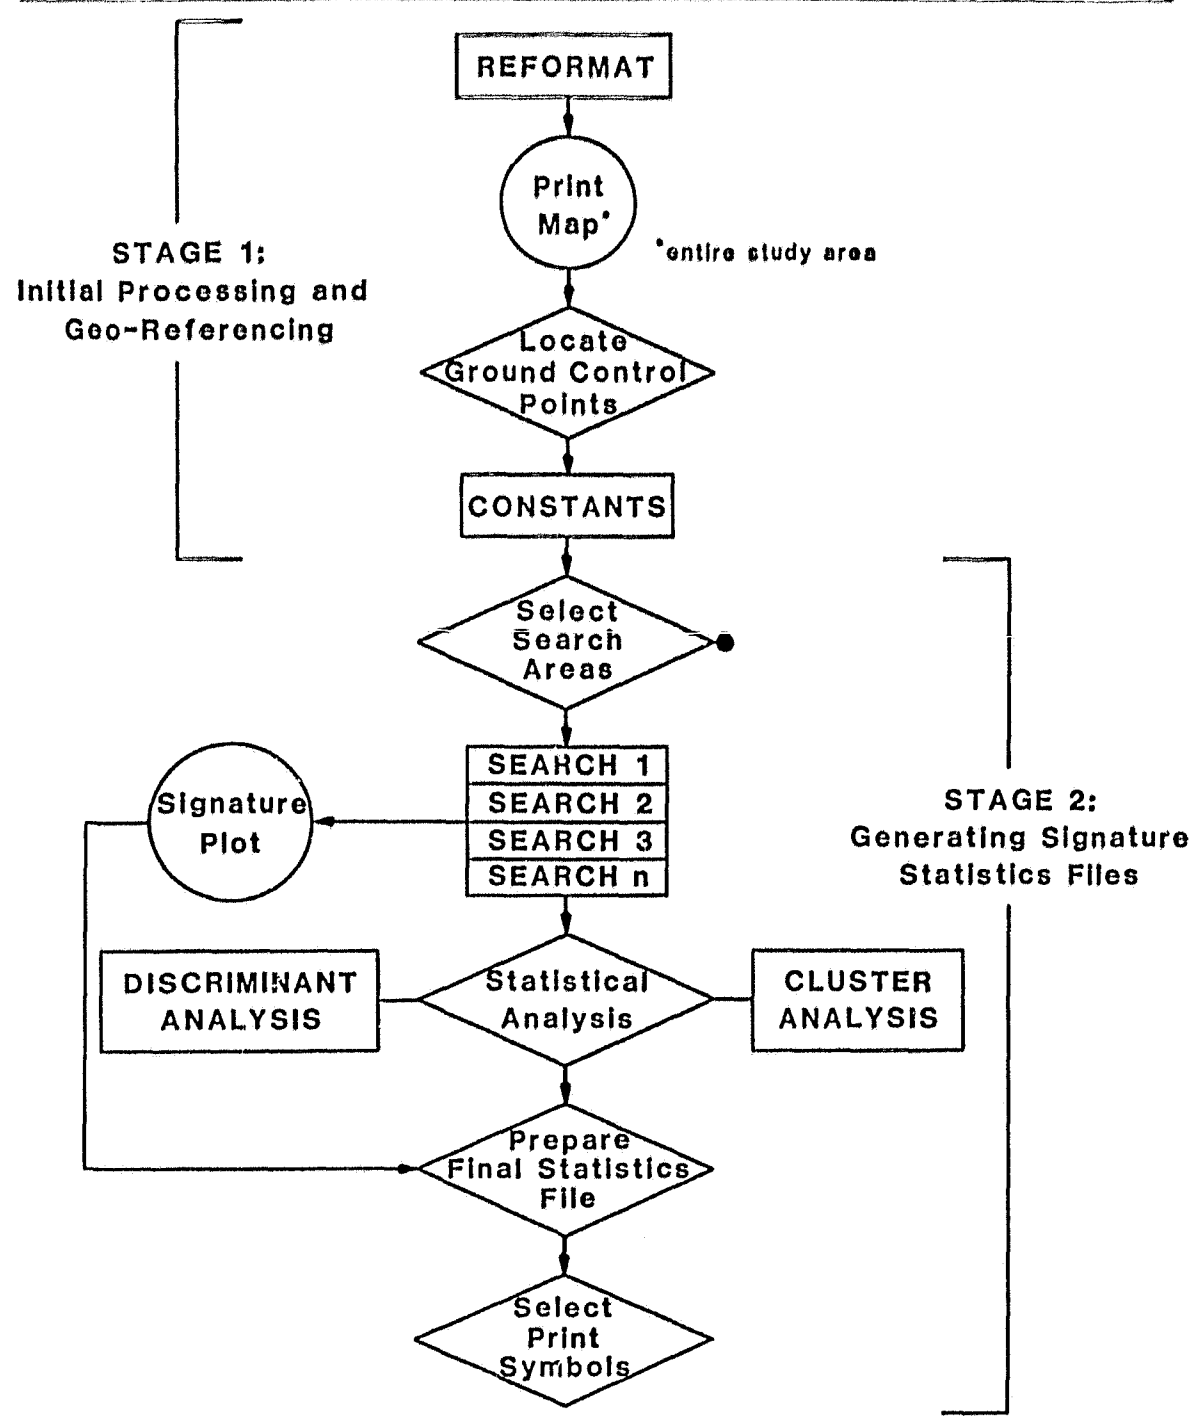 REFORMAT
Print
Map*
*entire study area
STAGE 1:
Initial Processing and
Geo-Referencing
Locate
Ground Control
Points
CONSTANTS
Select
Search
Areas
SEARCH 1
SEARCH 2
SEARCH 3
SEARCH n
Signature
Plot
STAGE 2:
Generating Signature
Statistics Files
DISCRIMINANT
ANALYSIS
Statistical
Analysis
CLUSTER
ANALYSIS
Prepare
Final Statistics
File
Select
Print
Symbols